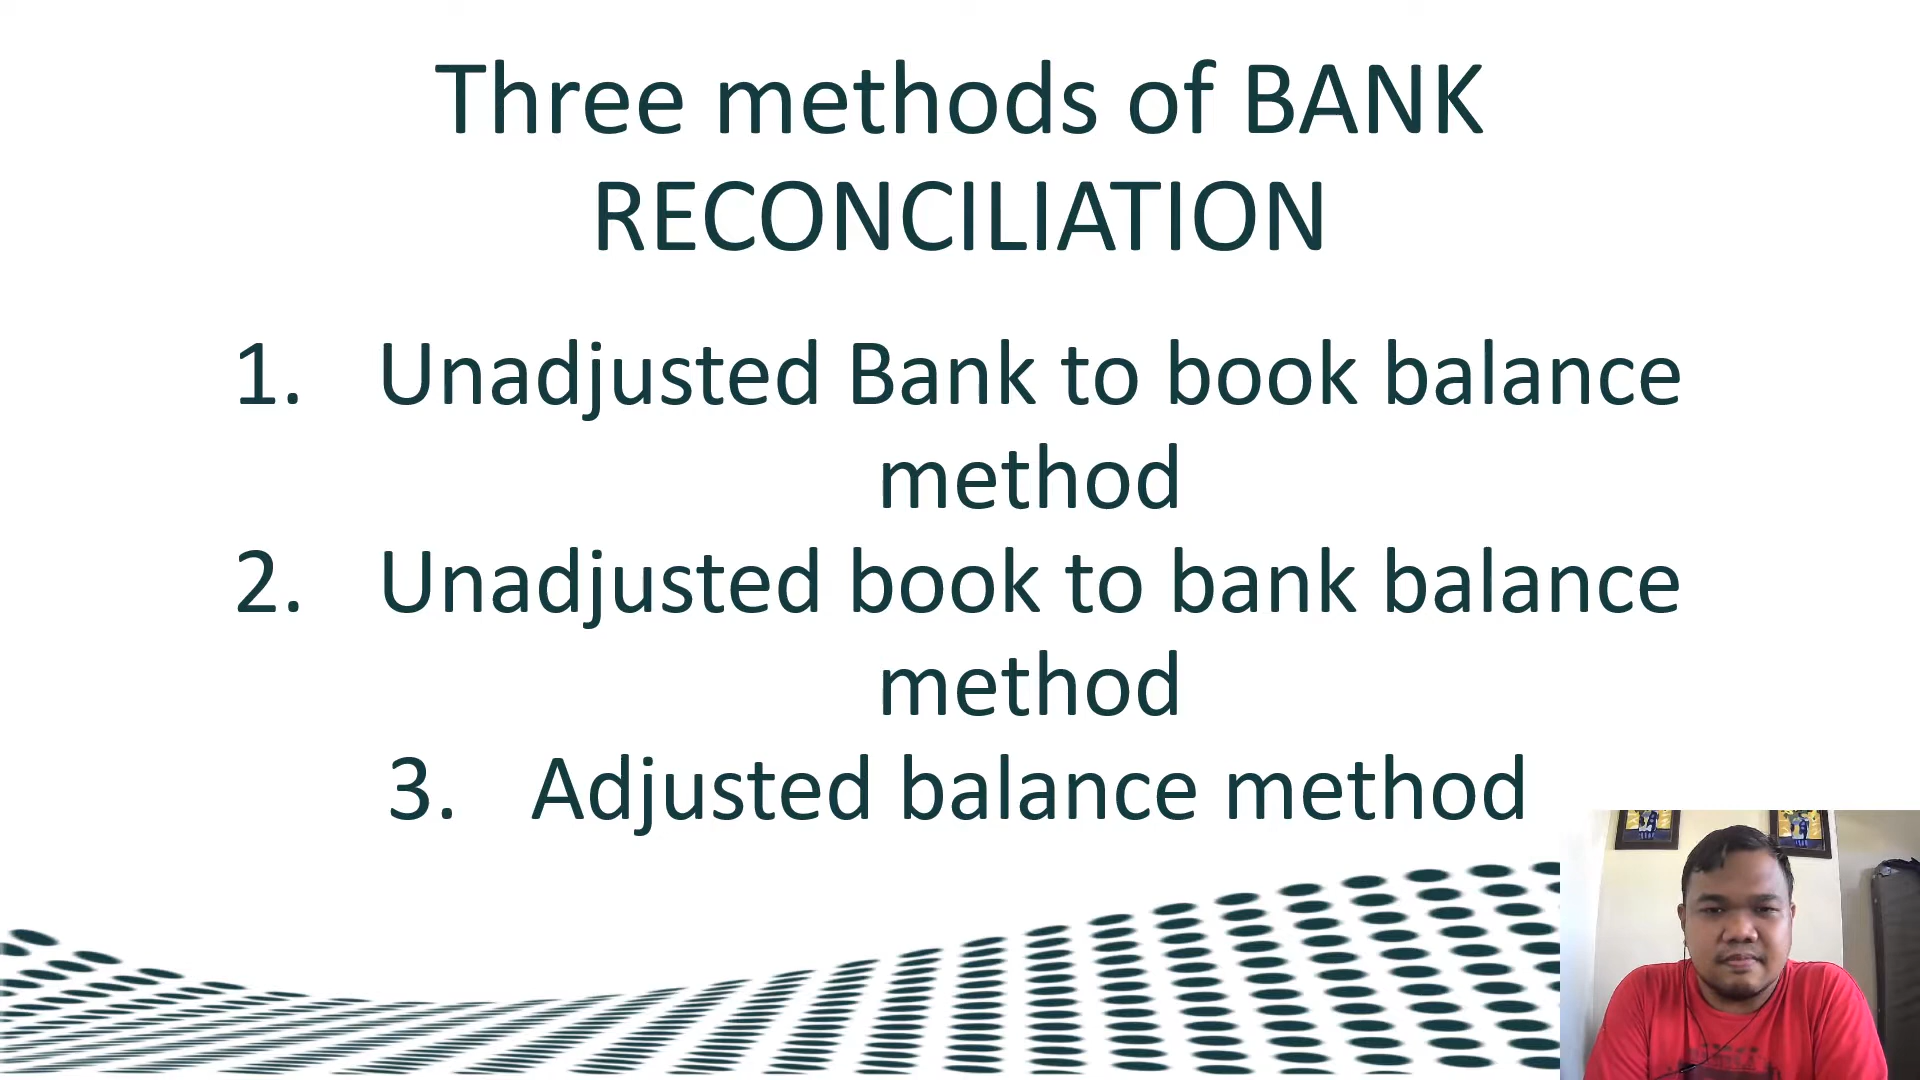 Three methods of BANK
RECONCILIATION
1. Unadjusted Bank to book balance
method
2. Unadjusted book to bank balance
method
3. Adjusted balance method